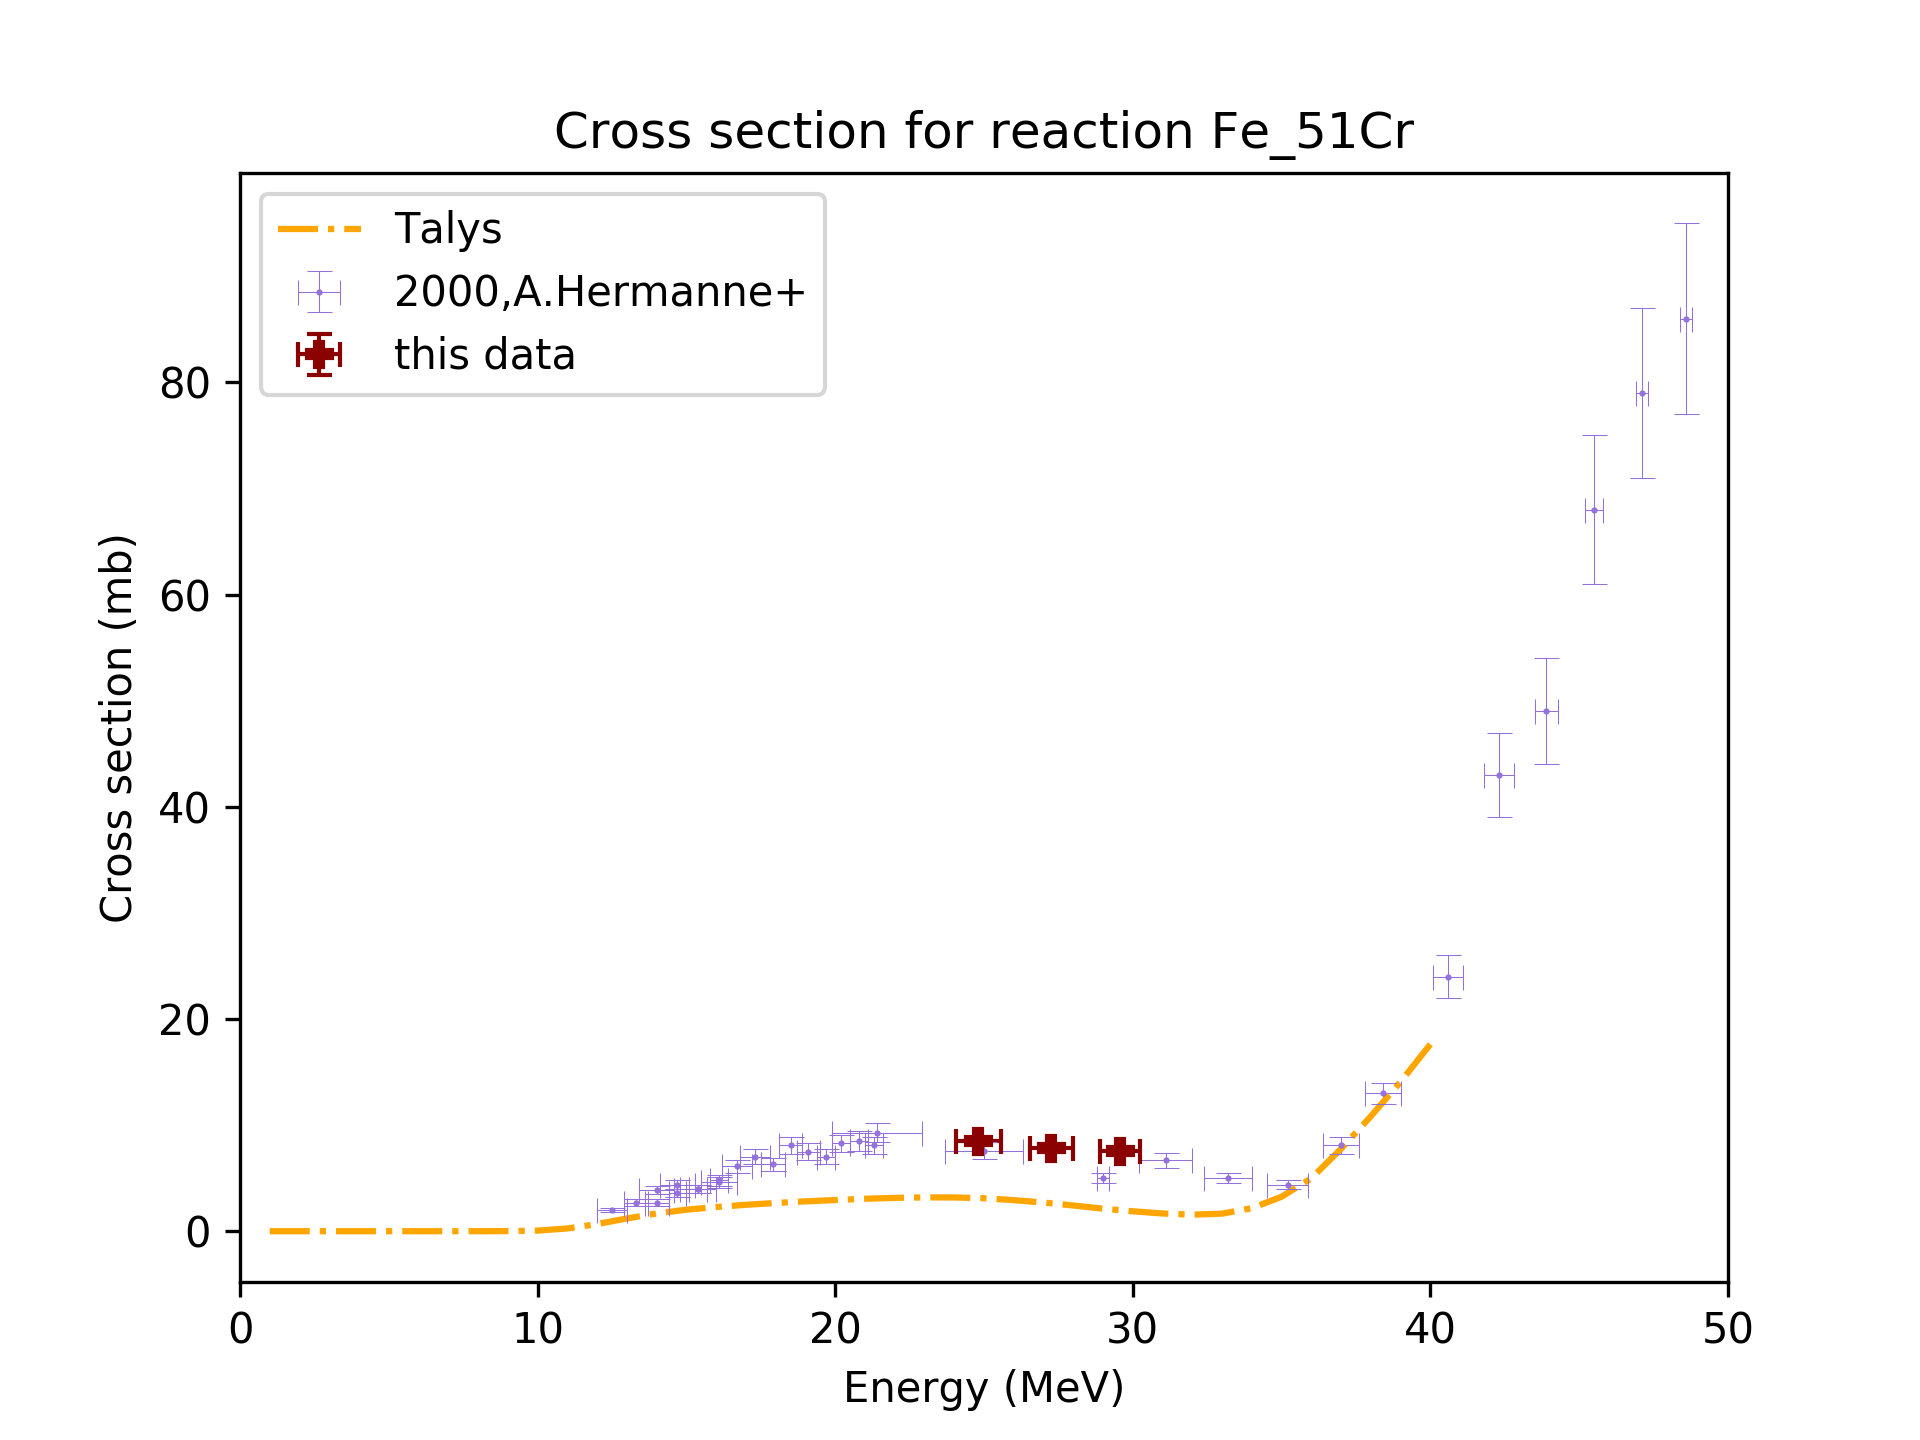 Cross section for reaction Fe_51Cr
Talys
2000,A.Hermanne+
this data
Cross section (mb)
80
60
40
20
0
0 10 20 30 40 50
Energy (MeV)